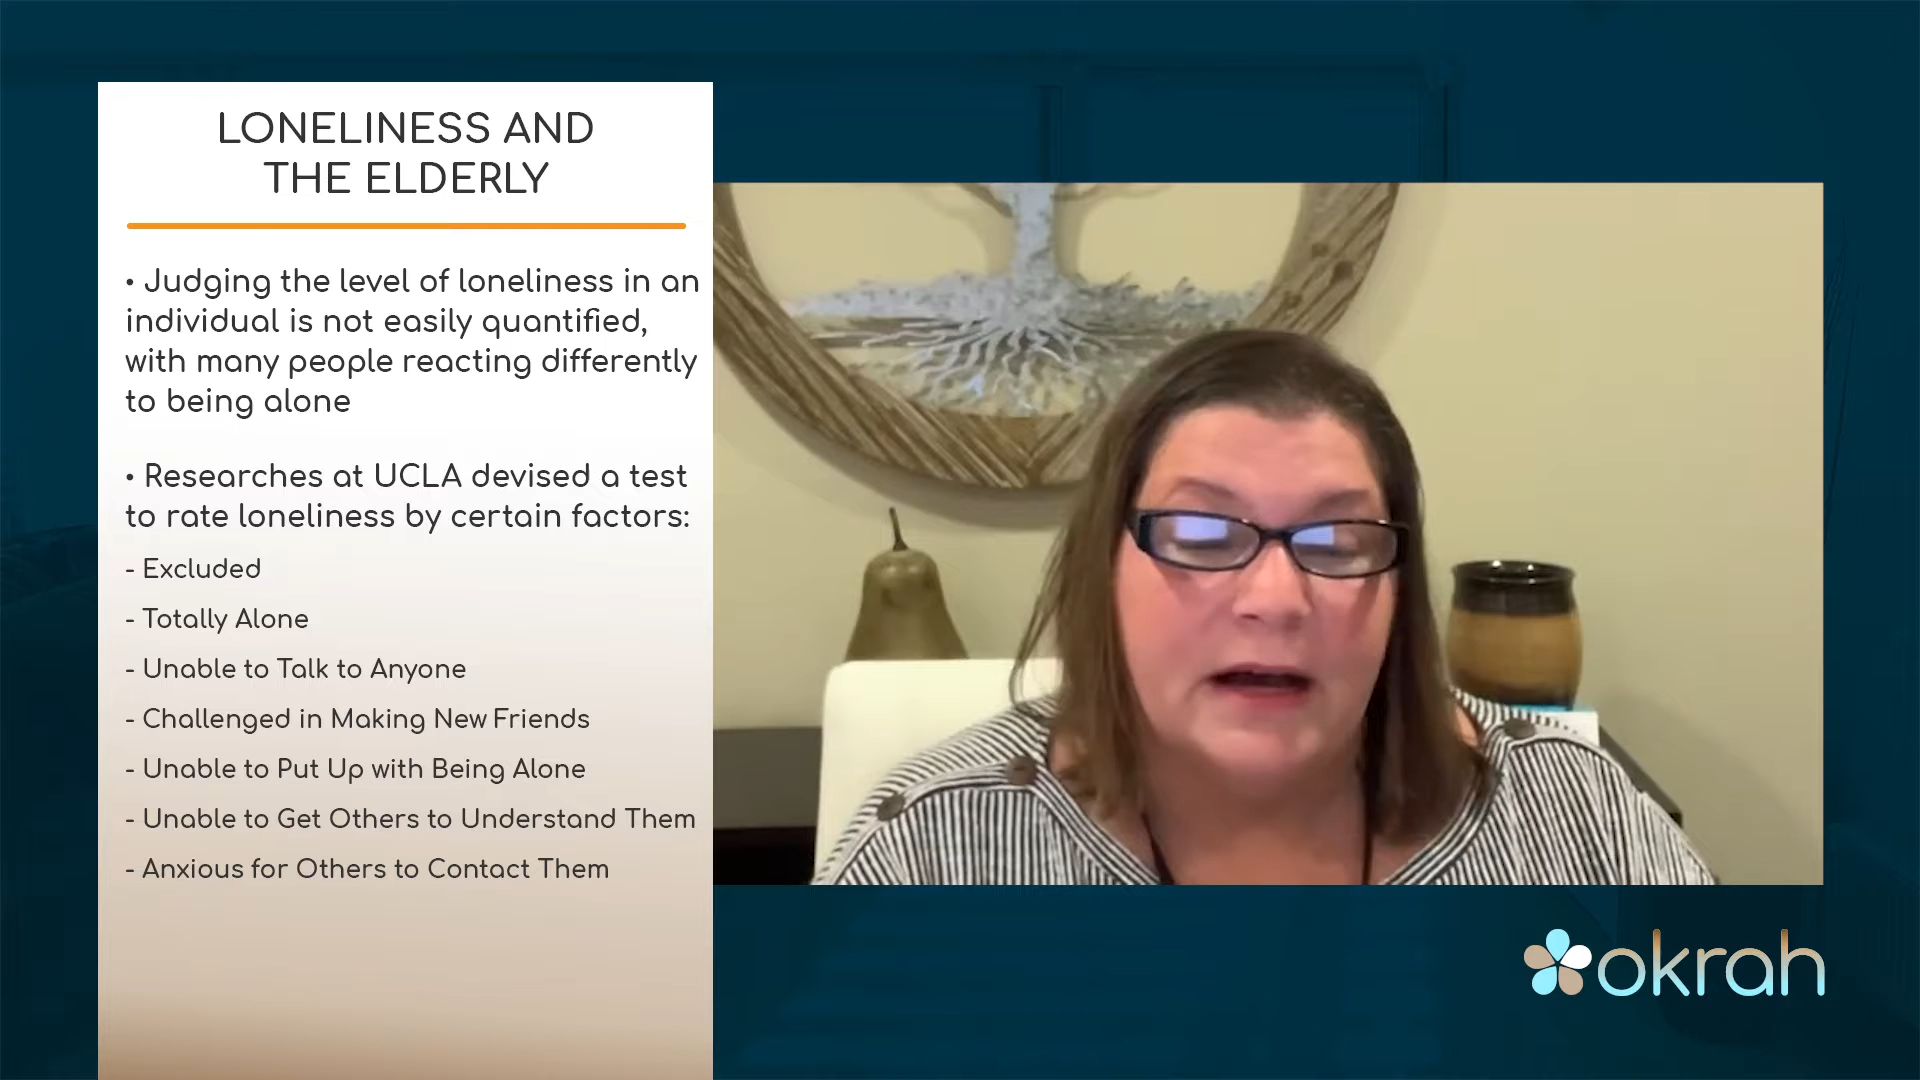 LONELINESS AND
THE ELDERLY
• Judging the level of loneliness in an
individual is not easily quantified,
with many people reacting differently
to being alone
• Researches at UCLA devised a test
to rate loneliness by certain factors:
- Excluded
- Totally Alone
- Unable to Talk to Anyone
- Challenged in Making New Friends
- Unable to Put Up with Being Alone
- Unable to Get Others to Understand Them
- Anxious for Others to Contact Them
okrah